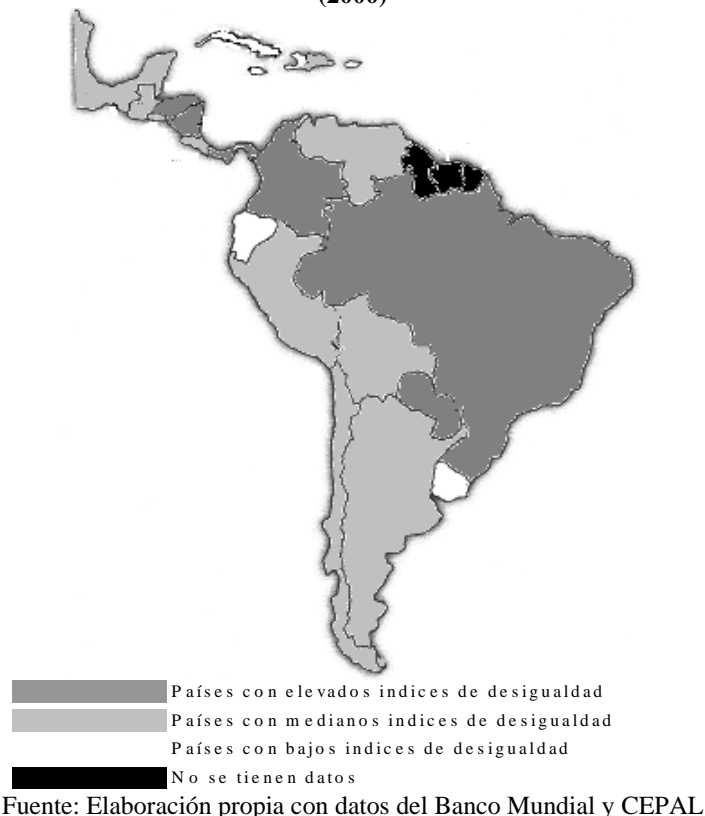 (2000)
Países con elevados indices de desigualdad
Países con medianos indices de desigualdad
Países con bajos indices de desigualdad
No se tienen datos
Fuente: Elaboración propia con datos del Banco Mundial y CEPAL